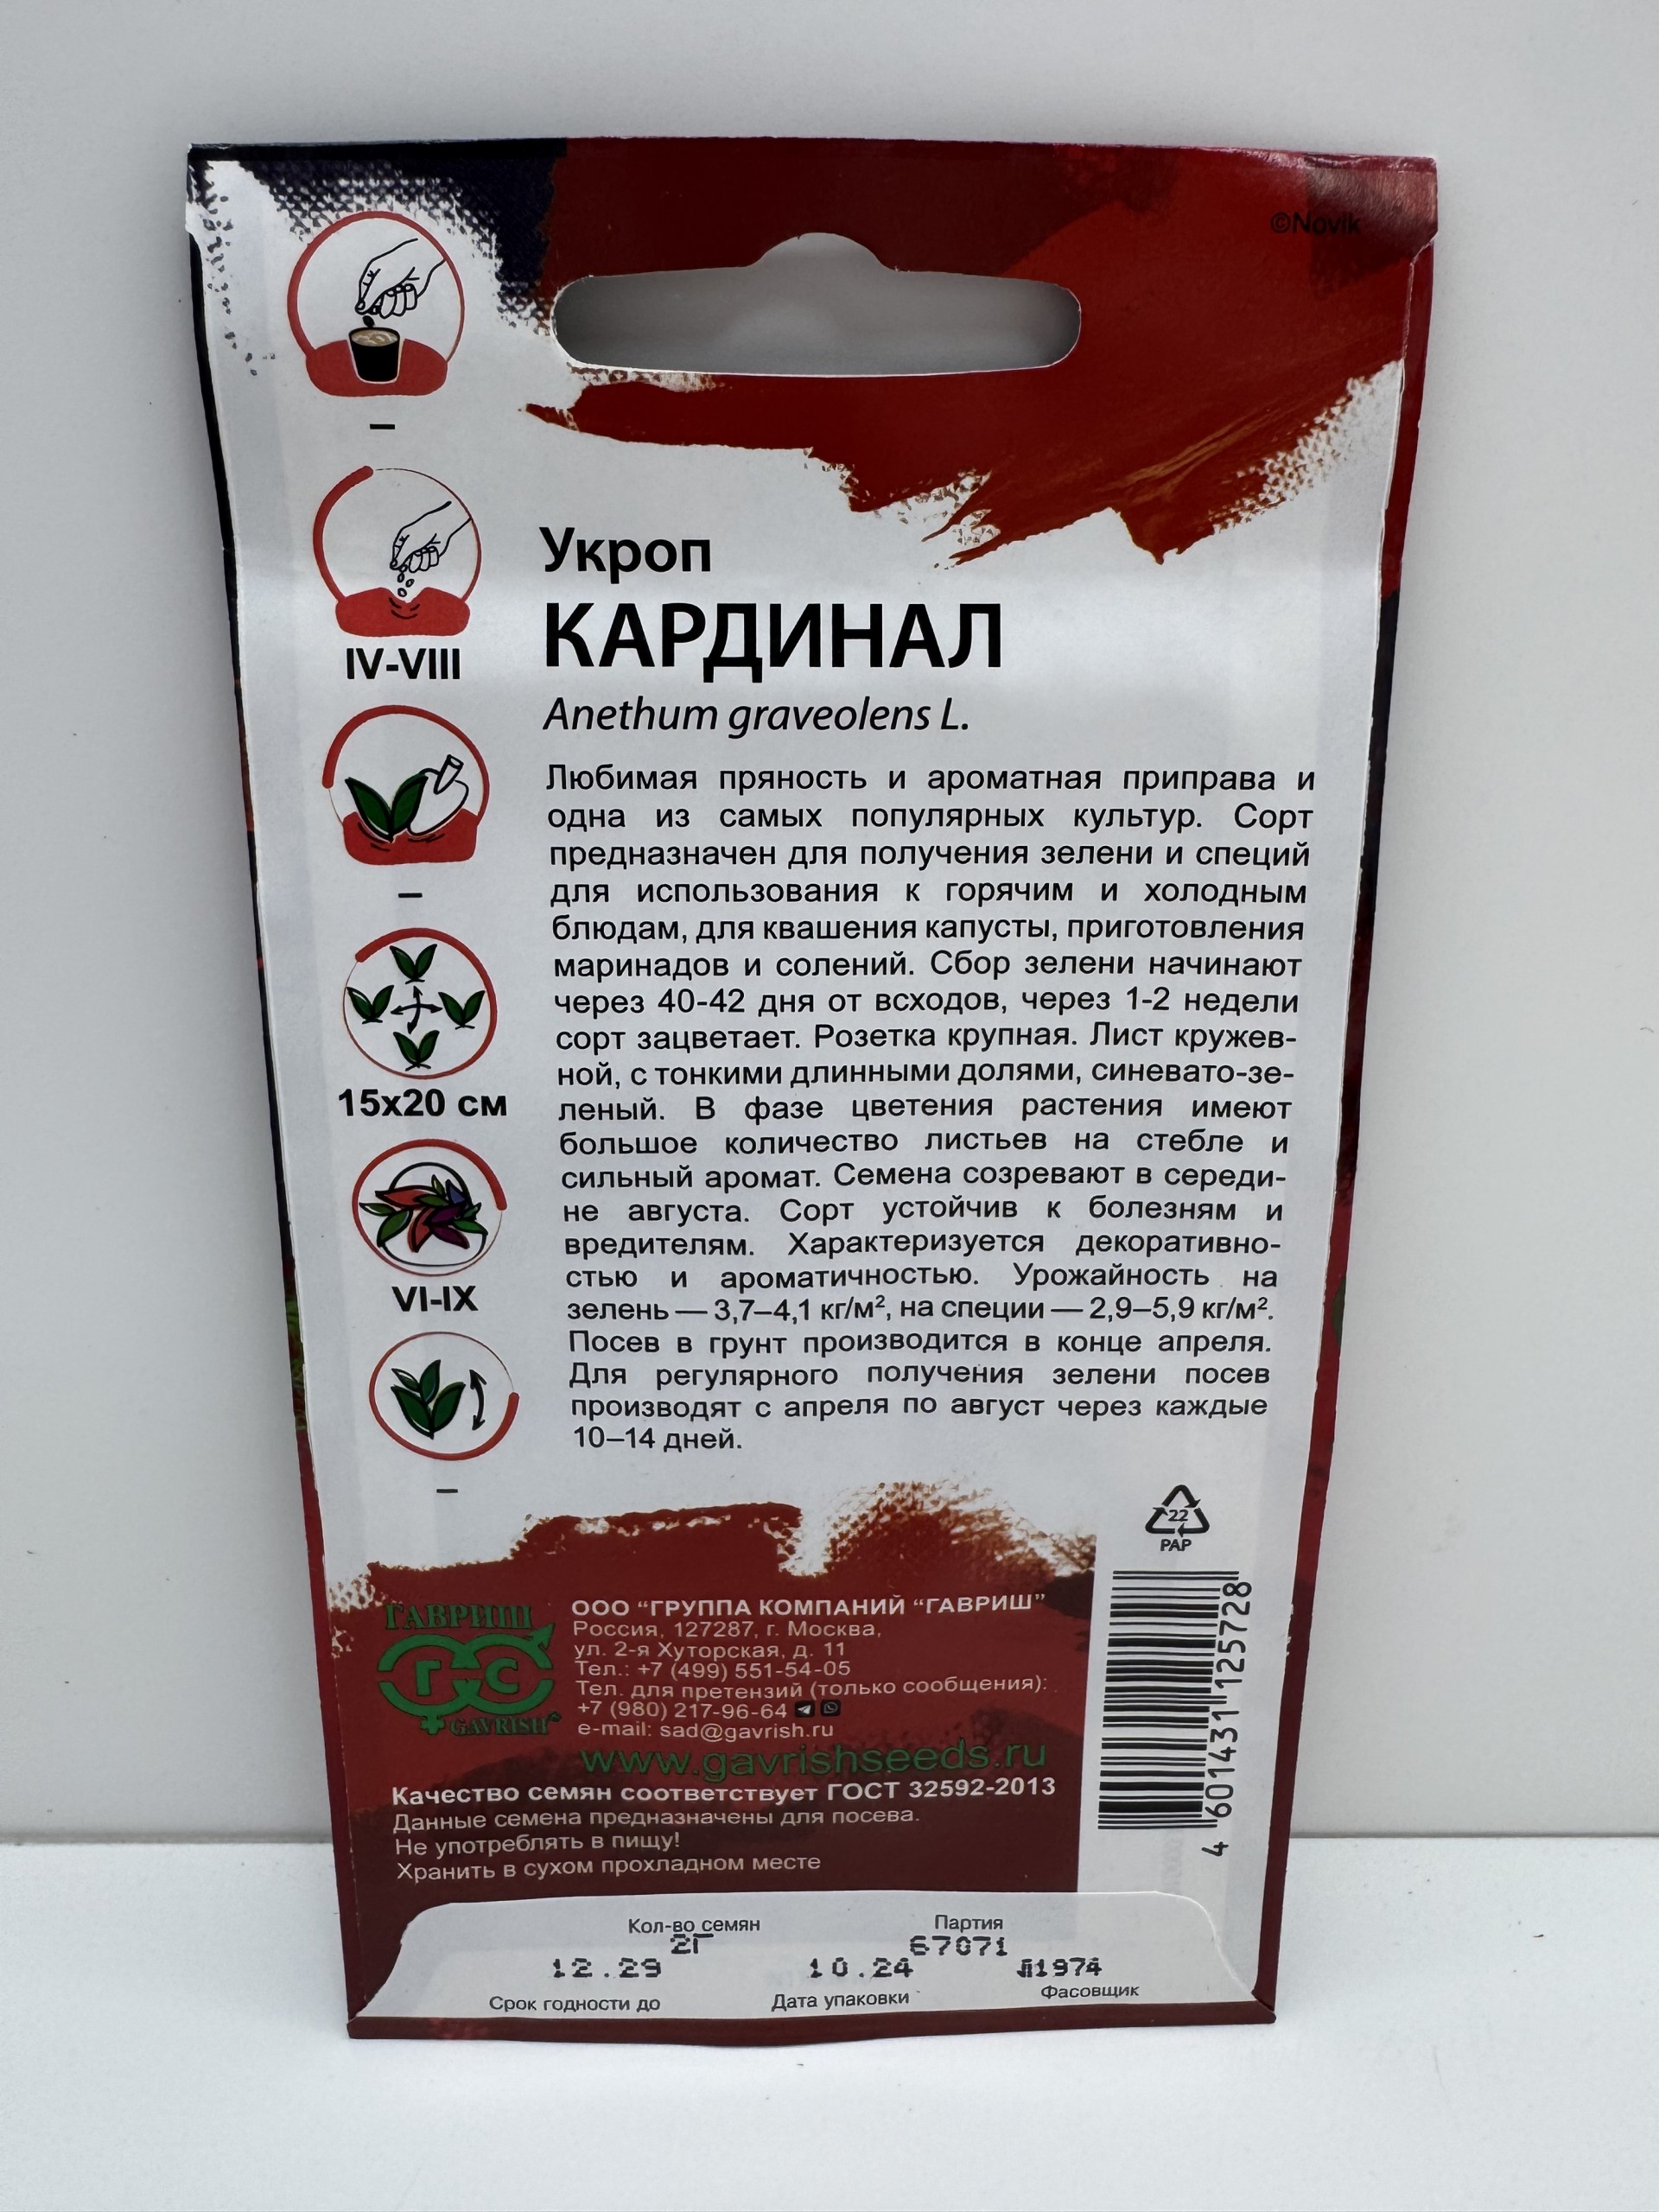 ©Novik
–
IV-VIII
–
15x20 см
VI-IX
–
Укроп
КАРДИНАЛ
Anethum graveolens L.
Любимая пряность и ароматная приправа и
одна из самых популярных культур. Сорт
предназначен для получения зелени и специй
для использования к горячим и холодным
блюдам, для квашения капусты, приготовления
маринадов и солений. Сбор зелени начинают
через 40-42 дня от всходов, через 1-2 недели
сорт зацветает. Розетка крупная. Лист кружев-
ной, с тонкими длинными долями, синевато-зе-
леный. В фазе цветения растения имеют
большое количество листьев на стебле и
сильный аромат. Семена созревают в середи-
не августа. Сорт устойчив к болезням и
вредителям. Характеризуется декоративно-
стью и ароматичностью. Урожайность на
зелень — 3,7–4,1 кг/м², на специи — 2,9–5,9 кг/м².
Посев в грунт производится в конце апреля.
Для регулярного получения зелени посев
производят с апреля по август через каждые
10–14 дней.
22
PAP
ГАВРИШ
ГС
GAVRISH
ООО “ГРУППА КОМПАНИЙ “ГАВРИШ”
Россия, 127287, г. Москва,
ул. 2-я Хуторская, д. 11
Тел.: +7 (499) 551-54-05
Тел. для претензий (только сообщения):
+7 (980) 217-96-64
e-mail: sad@gavrish.ru
www.gavrishseeds.ru
Качество семян соответствует ГОСТ 32592-2013
Данные семена предназначены для посева.
Не употреблять в пищу!
Хранить в сухом прохладном месте
4 601431 125728
Кол-во семян Партия
2Г 67071
12.29 10.24 Л1974
Срок годности до Дата упаковки Фасовщик